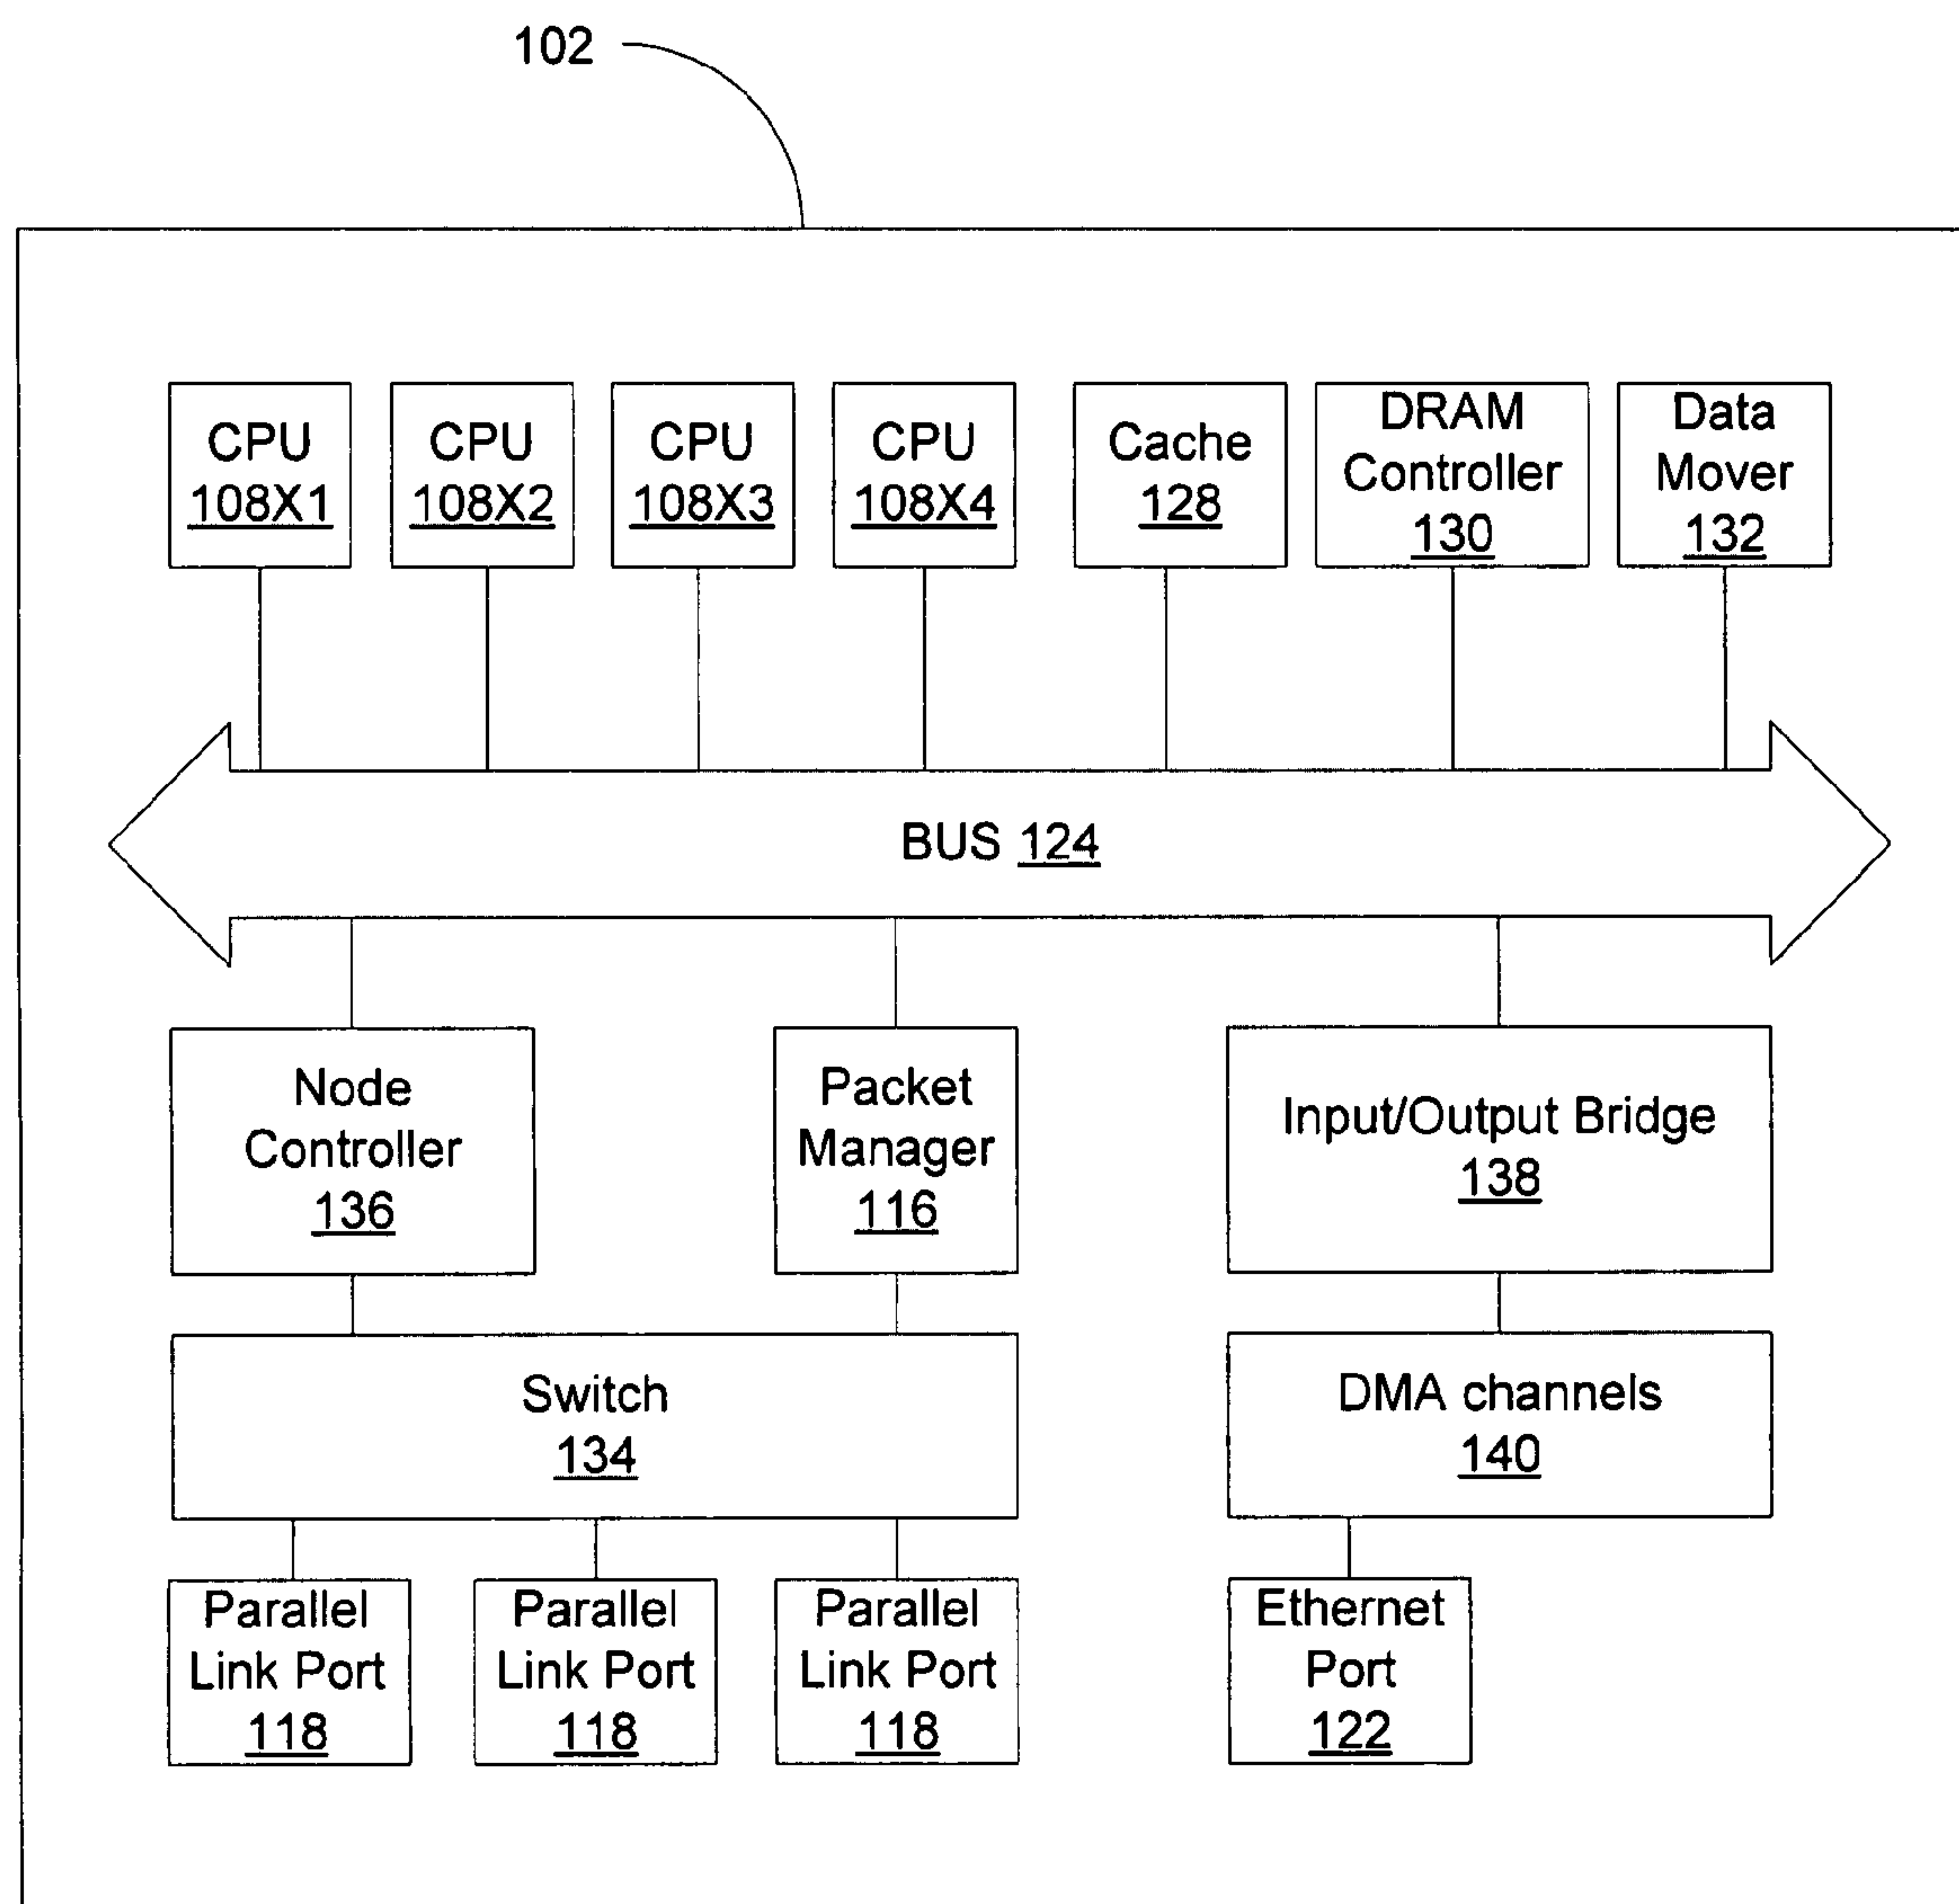 102
CPU
108X1
CPU
108X2
CPU
108X3
CPU
108X4
Cache
128
DRAM
Controller
130
Data
Mover
132
BUS 124
Node
Controller
136
Packet
Manager
116
Input/Output Bridge
138
Switch
134
DMA channels
140
Parallel
Link Port
118
Parallel
Link Port
118
Parallel
Link Port
118
Ethernet
Port
122